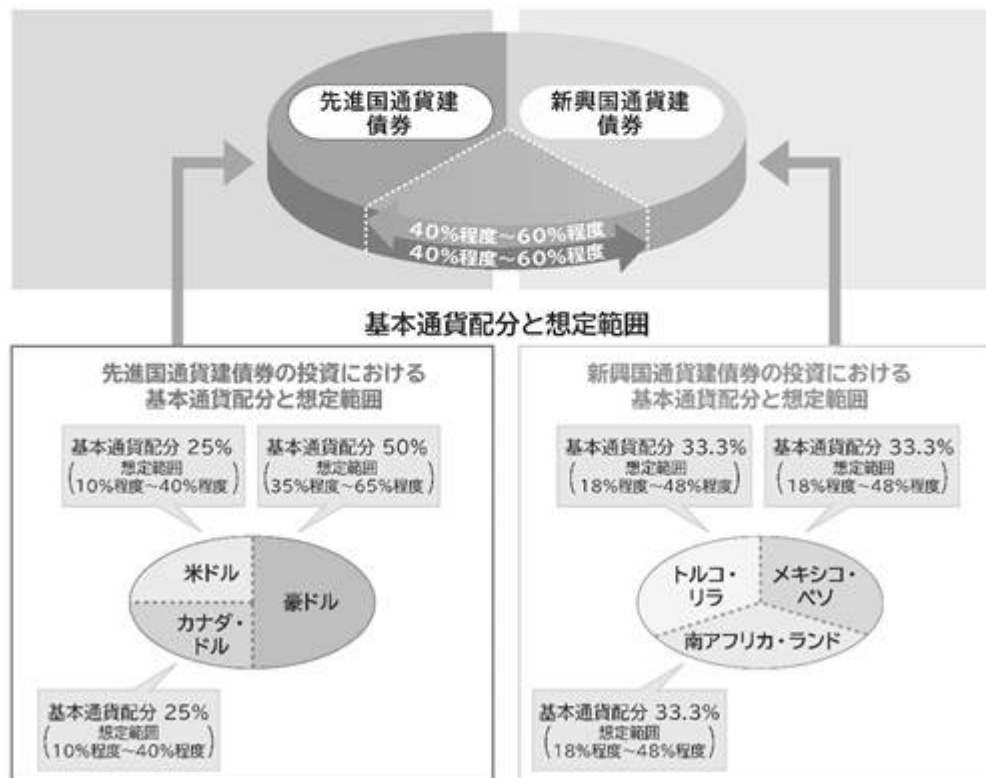 先進国通貨建
債券
新興国通貨建
債券
40%程度～60%程度
40%程度～60%程度
基本通貨配分と想定範囲
先進国通貨建債券の投資における
基本通貨配分と想定範囲
基本通貨配分 25%
想定範囲
(10%程度～40%程度)
基本通貨配分 50%
想定範囲
(35%程度～65%程度)
米ドル
豪ドル
カナダ・
ドル
基本通貨配分 25%
想定範囲
(10%程度～40%程度)
新興国通貨建債券の投資における
基本通貨配分と想定範囲
基本通貨配分 33.3%
想定範囲
(18%程度～48%程度)
基本通貨配分 33.3%
想定範囲
(18%程度～48%程度)
トルコ・
リラ
メキシコ・
ペソ
南アフリカ・ランド
基本通貨配分 33.3%
想定範囲
(18%程度～48%程度)